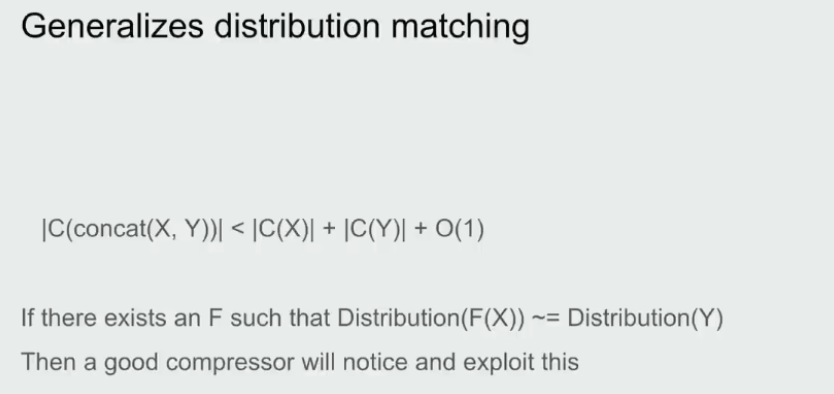 Generalizes distribution matching
|C(concat(X, Y))| < |C(X)| + |C(Y)| + O(1)
If there exists an F such that Distribution(F(X)) ~= Distribution(Y)
Then a good compressor will notice and exploit this